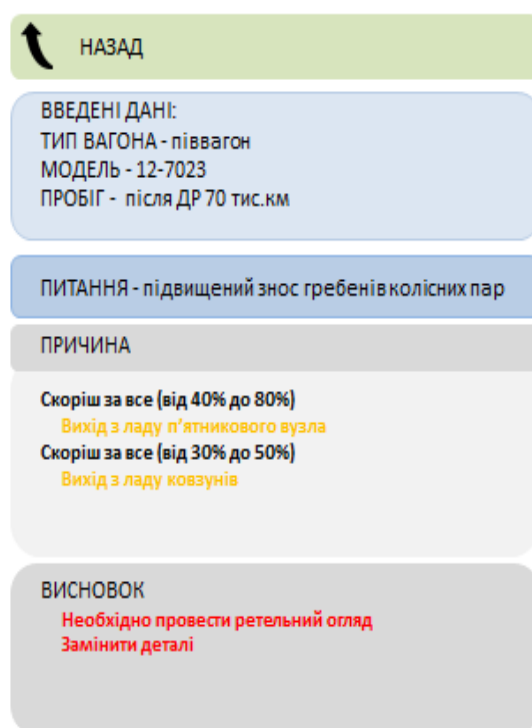 НАЗАД
ВВЕДЕНІ ДАНІ:
ТИП ВАГОНА - піввагон
МОДЕЛЬ - 12-7023
ПРОБІГ - після ДР 70 тис.км
ПИТАННЯ - підвищений знос гребенів колісних пар
ПРИЧИНА
Скоріш за все (від 40% до 80%)
Вихід з ладу п'ятникового вузла
Скоріш за все (від 30% до 50%)
Вихід з ладу ковзунів
ВИСНОВОК
Необхідно провести ретельний огляд
Замінити деталі